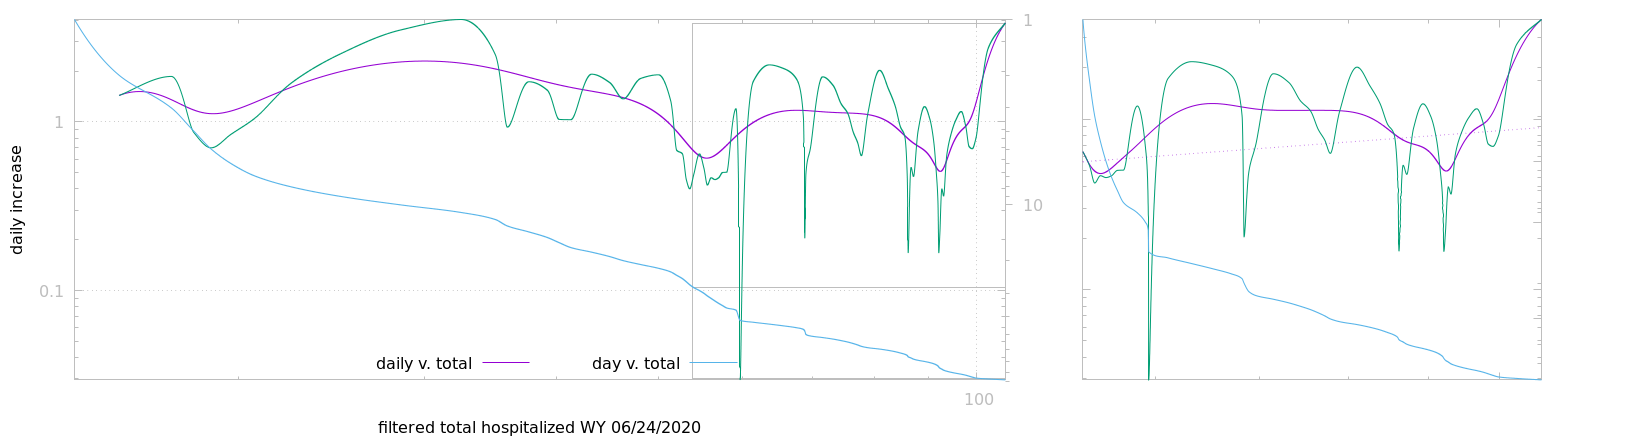 1
1
10
daily increase
0.1
daily v. total
day v. total
100
filtered total hospitalized WY 06/24/2020